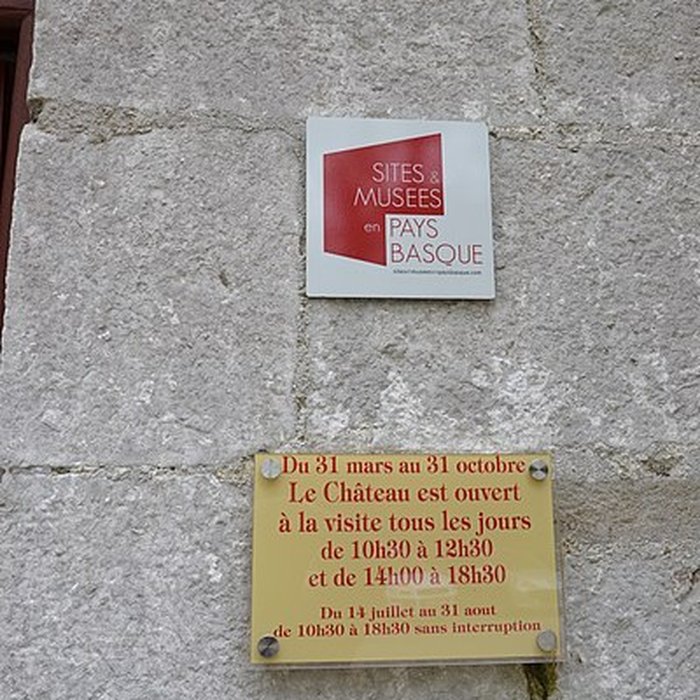 SITES &
MUSEES
en PAYS
BASQUE
Du 31 mars au 31 octobre
Le Château est ouvert
à la visite tous les jours
de 10h30 à 12h30
et de 14h00 à 18h30
Du 14 juillet au 31 aout
de 10h30 à 18h30 sans interruption